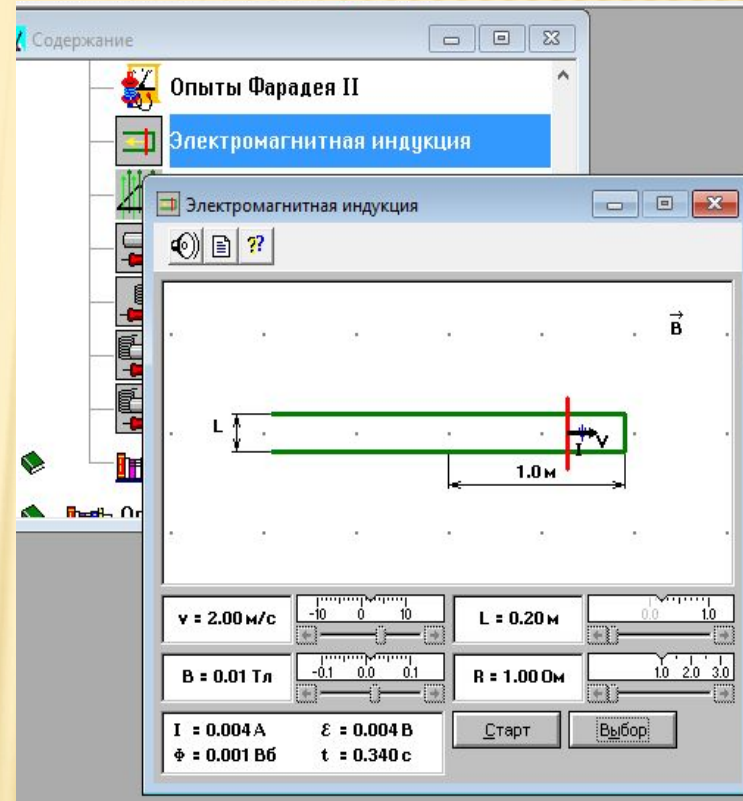 Содержание
Опыты Фарадея II
Электромагнитная индукция
Электромагнитная индукция
??
B
L
I
V
1.0 м
v = 2.00 м/с
-10 0 10
L = 0.20 м
0.0 1.0
B = 0.01 Тл
-0.1 0.0 0.1
R = 1.00 Ом
1.0 2.0 3.0
I = 0.004 А
ε = 0.004 В
Φ = 0.001 Вб
t = 0.340 с
Старт
Выбор